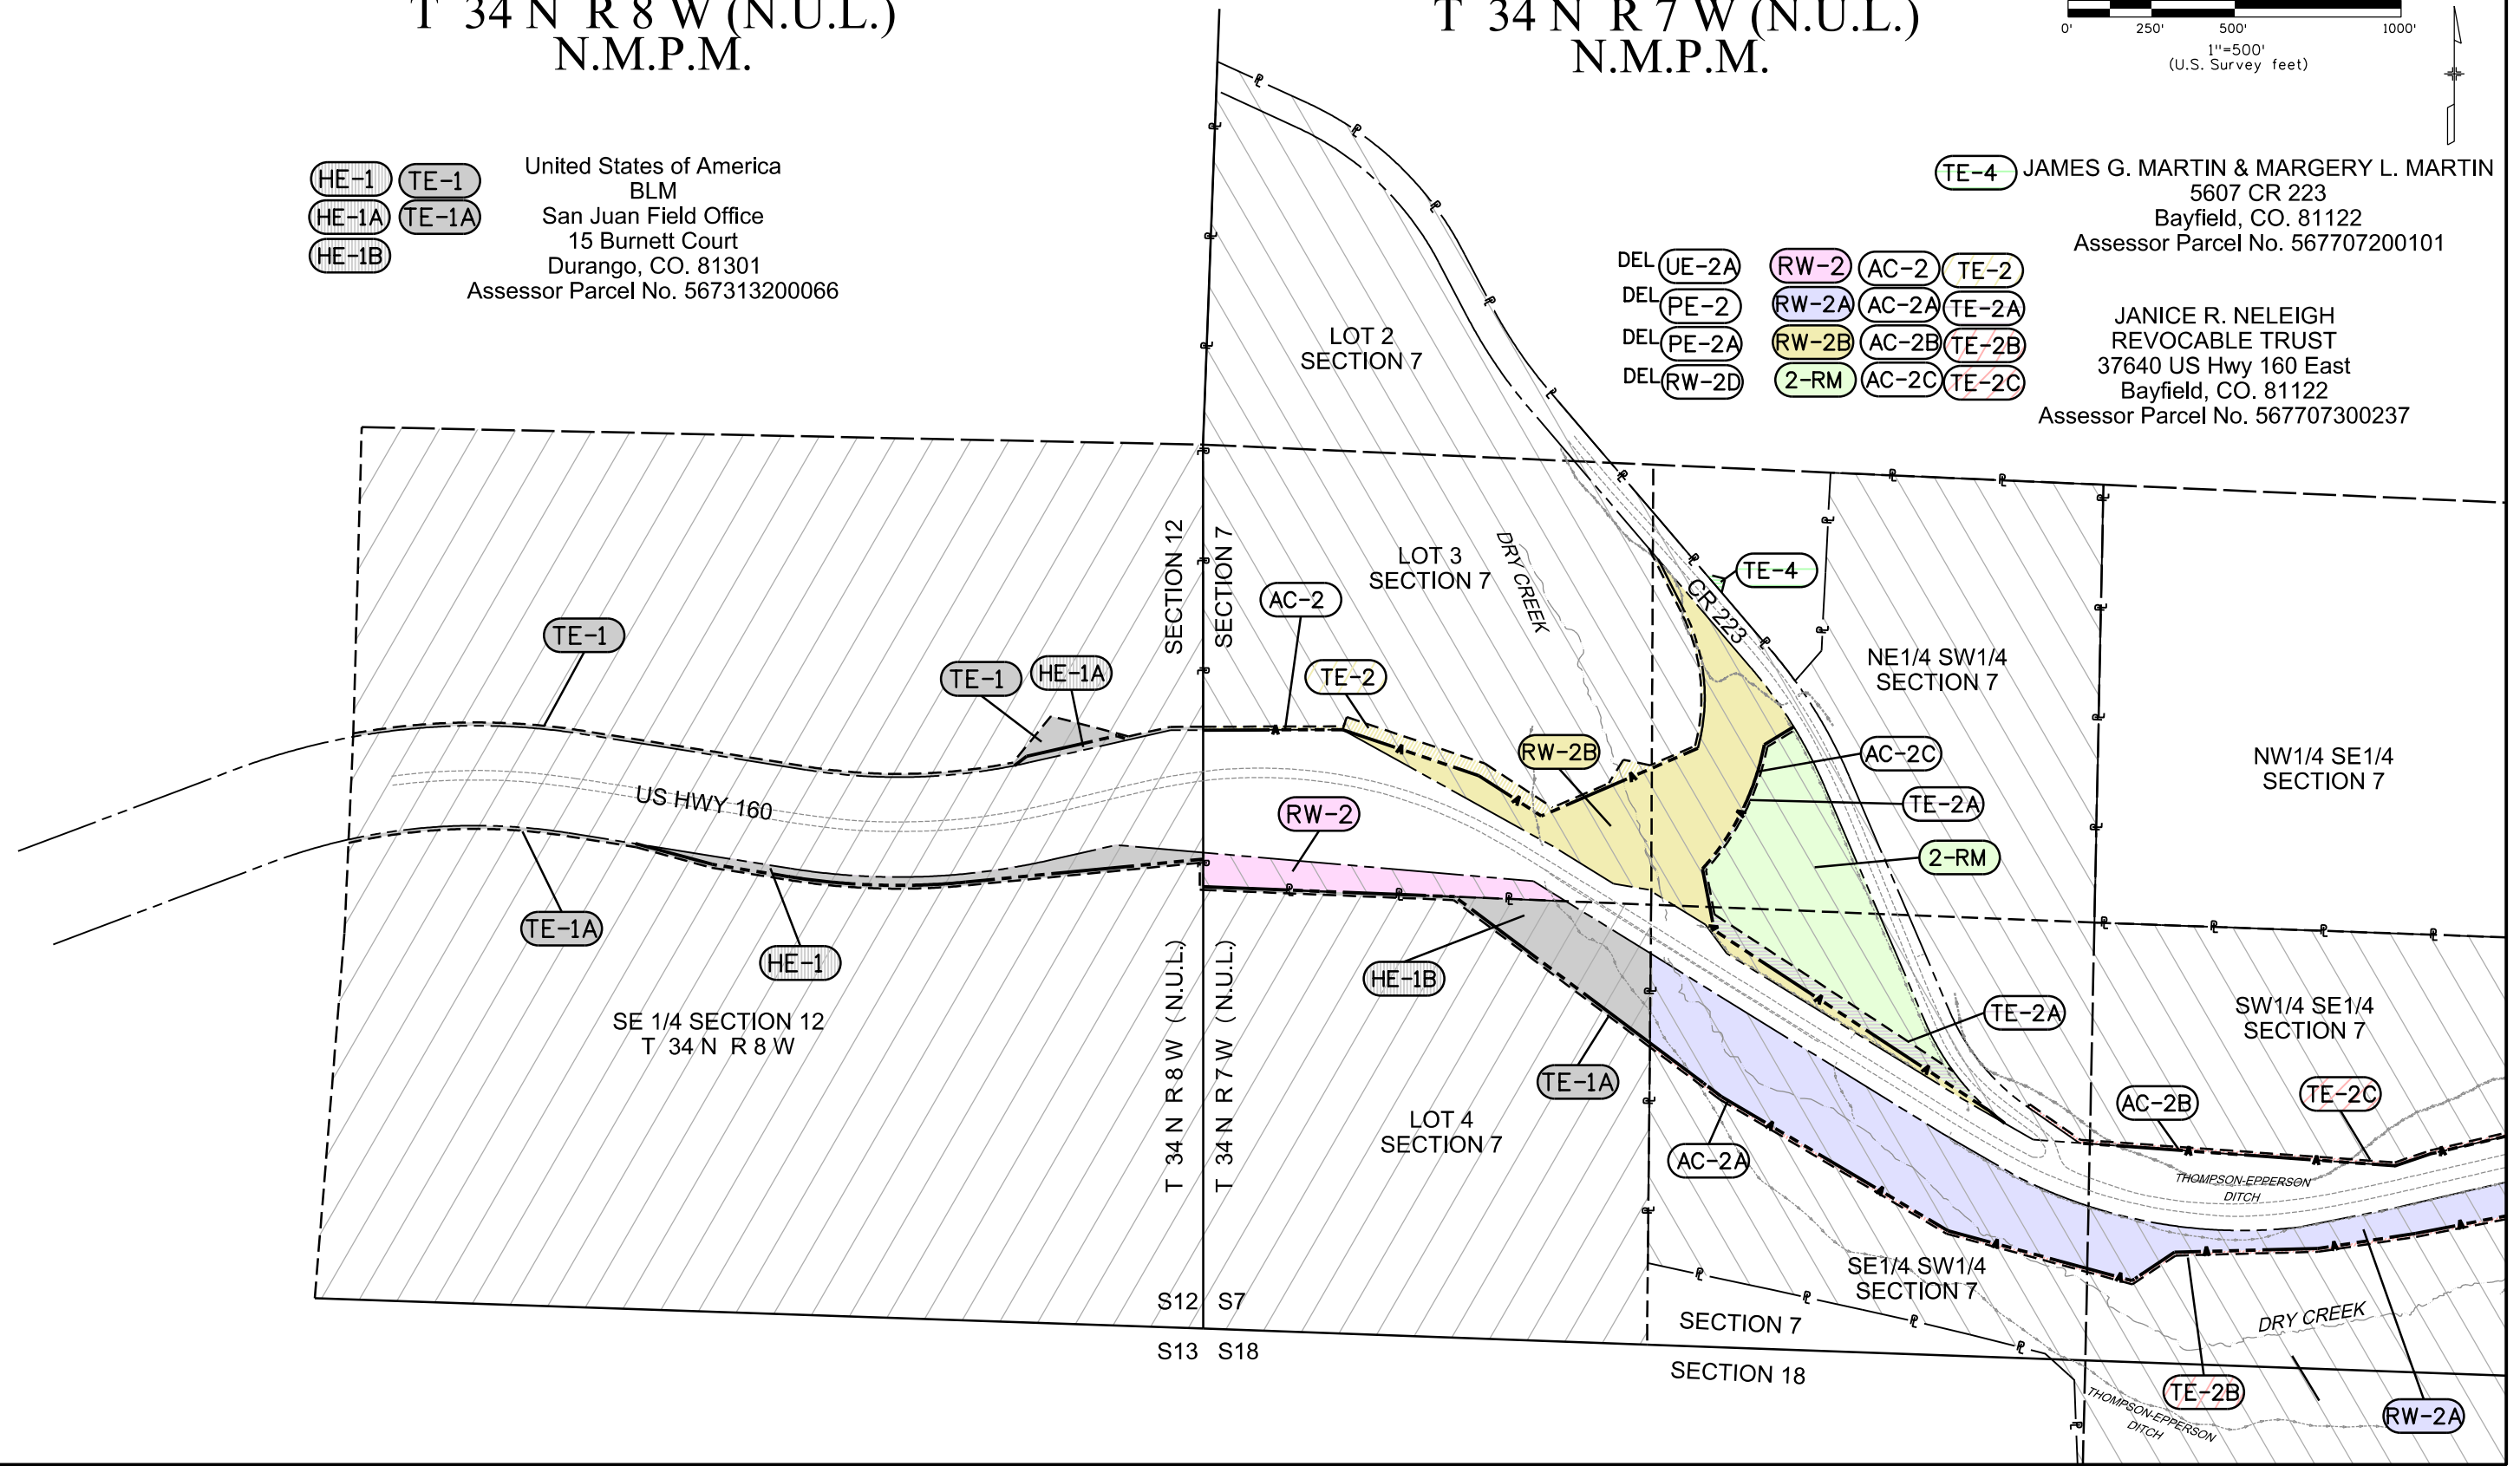 T 34 N R 8 W (N.U.L.)
N.M.P.M.
T 34 N R 7 W (N.U.L.)
N.M.P.M.
0' 250' 500' 1000'
1"=500'
(U.S. Survey feet)
HE-1 TE-1
HE-1A TE-1A
HE-1B
United States of America
BLM
San Juan Field Office
15 Burnett Court
Durango, CO. 81301
Assessor Parcel No. 567313200066
TE-4
JAMES G. MARTIN & MARGERY L. MARTIN
5607 CR 223
Bayfield, CO. 81122
Assessor Parcel No. 567707200101
DEL UE-2A RW-2 AC-2 TE-2
DEL PE-2 RW-2A AC-2A TE-2A
DEL PE-2A RW-2B AC-2B TE-2B
DEL RW-2D 2-RM AC-2C TE-2C
JANICE R. NELEIGH
REVOCABLE TRUST
37640 US Hwy 160 East
Bayfield, CO. 81122
Assessor Parcel No. 567707300237
LOT 2
SECTION 7
SECTION 12
SECTION 7
LOT 3
SECTION 7
DRY CREEK
CR 223
TE-4
AC-2
TE-1
TE-1
HE-1A
TE-2
NE1/4 SW1/4
SECTION 7
NW1/4 SE1/4
SECTION 7
RW-2B
AC-2C
TE-2A
2-RM
US HWY 160
RW-2
TE-1A
HE-1
HE-1B
TE-2A
SE 1/4 SECTION 12
T 34 N R 8 W
T 34 N R 8 W (N.U.L.)
T 34 N R 7 W (N.U.L.)
SW1/4 SE1/4
SECTION 7
TE-1A
LOT 4
SECTION 7
AC-2A
AC-2B
TE-2C
THOMPSON-EPPERSON
DITCH
SE1/4 SW1/4
SECTION 7
S12 S7
S13 S18
SECTION 7
SECTION 18
DRY CREEK
TE-2B
RW-2A
THOMPSON-EPPERSON
DITCH